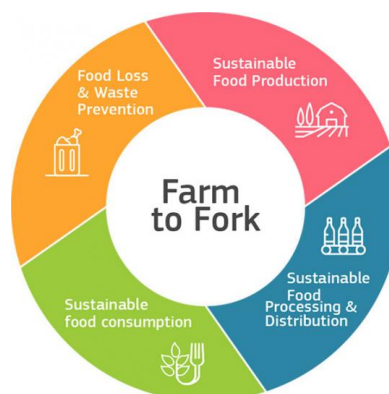 Food Loss
& Waste
Prevention
Sustainable
Food Production
Farm
to Fork
Sustainable
Food
Processing &
Distribution
Sustainable
food consumption